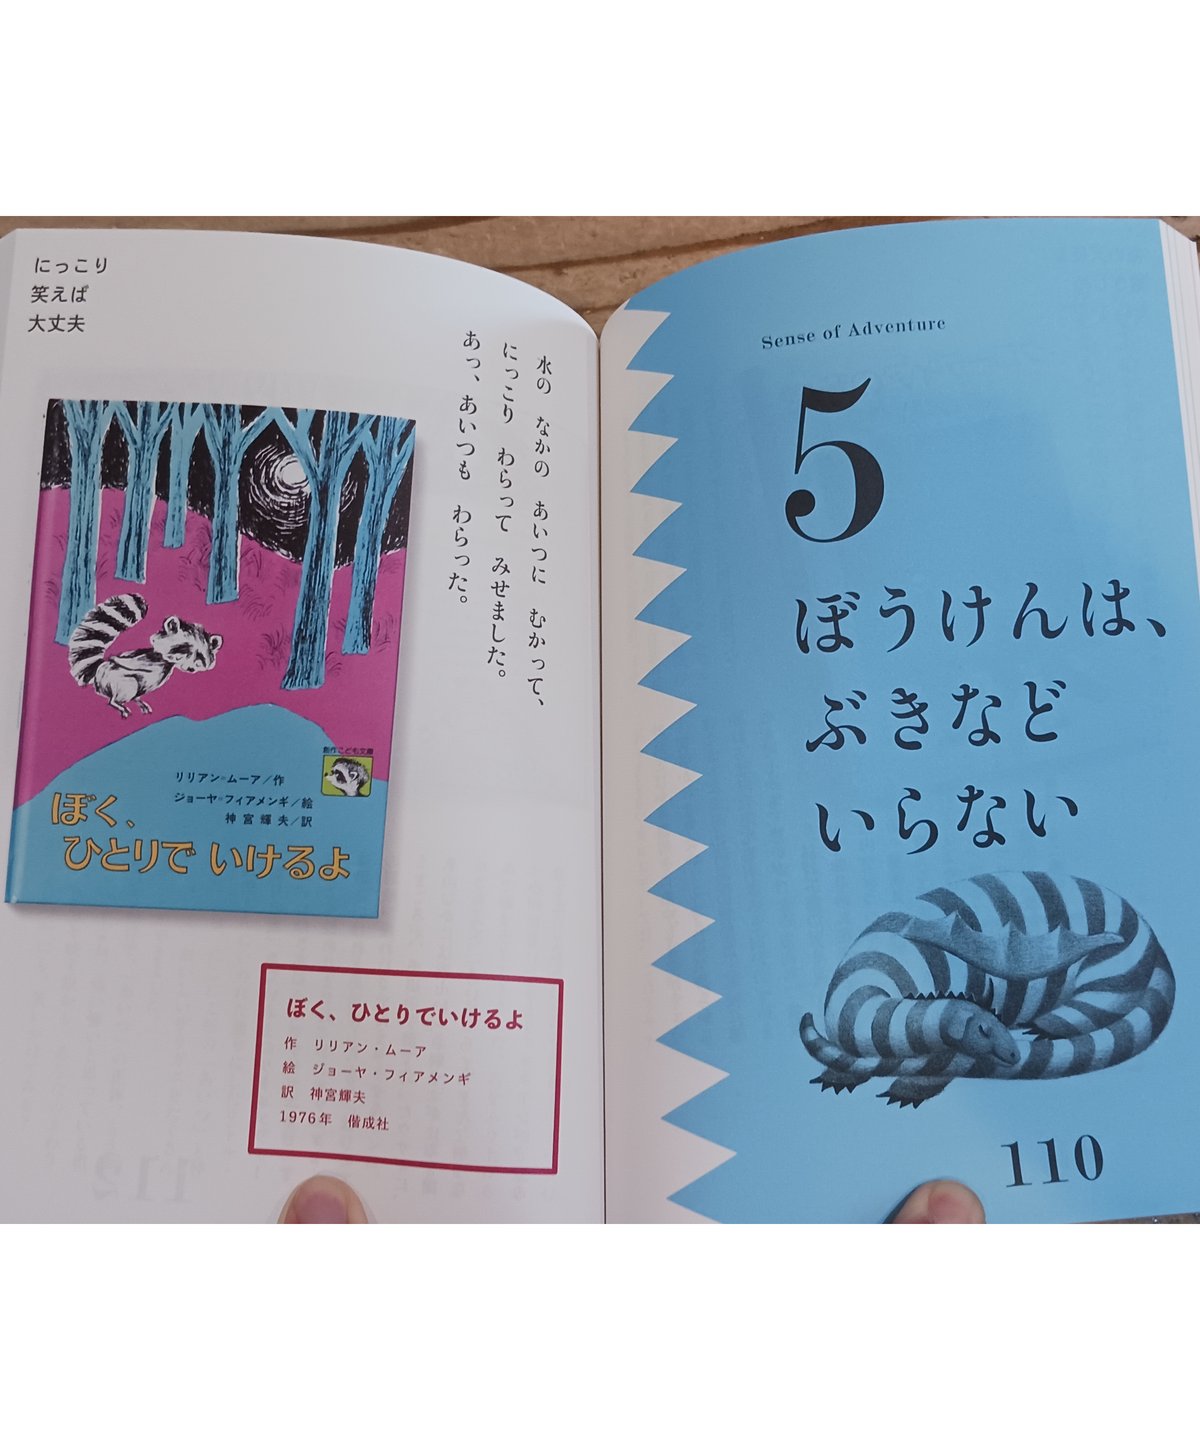 にっこり
笑えば
大丈夫
水の なかの あいつに むかって、
にっこり わらって みせました。
あっ、あいつも わらった。
創作こども文庫
リリアン=ムーア／作
ジョーヤ=フィアメンギ／絵
神宮輝夫／訳
ぼく、
ひとりで いけるよ
ぼく、ひとりでいけるよ
作 リリアン・ムーア
絵 ジョーヤ・フィアメンギ
訳 神宮輝夫
1976年 偕成社
Sense of Adventure
5
ぼうけんは、
ぶきなど
いらない
110